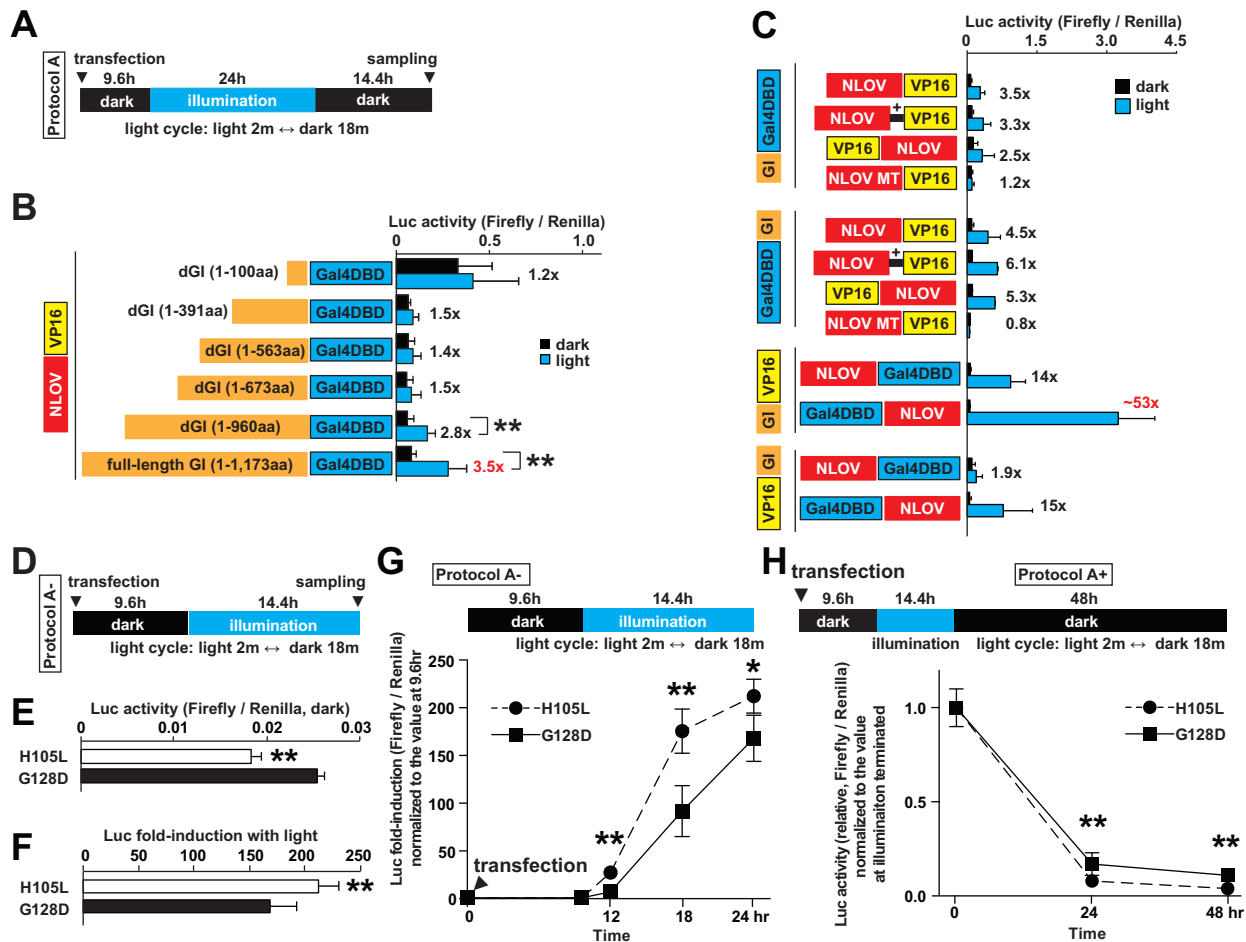 A
Protocol A
transfection
sampling
9.6h
24h
14.4h
dark
illumination
dark
light cycle: light 2m ↔ dark 18m
B
Luc activity (Firefly / Renilla)
0
0.5
1.0
VP16
NLOV
dGI (1-100aa)
Gal4DBD
1.2x
dGI (1-391aa)
Gal4DBD
1.5x
dGI (1-563aa)
Gal4DBD
1.4x
dGI (1-673aa)
Gal4DBD
1.5x
dGI (1-960aa)
Gal4DBD
2.8x
**
full-length GI (1-1,173aa)
Gal4DBD
3.5x
**
dark
light
C
Luc activity (Firefly / Renilla)
0
1.5
3.0
4.5
dark
light
Gal4DBD
GI
NLOV
VP16
3.5x
NLOV
+
VP16
3.3x
VP16
NLOV
2.5x
NLOV MT
VP16
1.2x
GI
Gal4DBD
NLOV
VP16
4.5x
NLOV
+
VP16
6.1x
VP16
NLOV
5.3x
NLOV MT
VP16
0.8x
VP16
GI
NLOV
Gal4DBD
14x
Gal4DBD
NLOV
~53x
GI
VP16
NLOV
Gal4DBD
1.9x
Gal4DBD
NLOV
15x
D
Protocol A-
transfection
sampling
9.6h
14.4h
dark
illumination
light cycle: light 2m ↔ dark 18m
E
Luc activity (Firefly / Renilla, dark)
0
0.01
0.02
0.03
H105L
**
G128D
F
Luc fold-induction with light
0
50
100
150
200
250
H105L
**
G128D
G
Protocol A-
9.6h
14.4h
dark
illumination
light cycle: light 2m ↔ dark 18m
Luc fold-induction (Firefly / Renilla)
normalized to the value at 9.6hr
250
200
150
100
50
0
H105L
G128D
**
**
*
transfection
0
12
18
24 hr
Time
H
transfection
Protocol A+
9.6h
14.4h
48h
dark
illumination
dark
light cycle: light 2m ↔ dark 18m
Luc activity (relative, Firefly / Renilla)
normalized to the value
at illuminaiton terminated
1.0
0.5
0.0
H105L
G128D
**
**
0
24
48 hr
Time